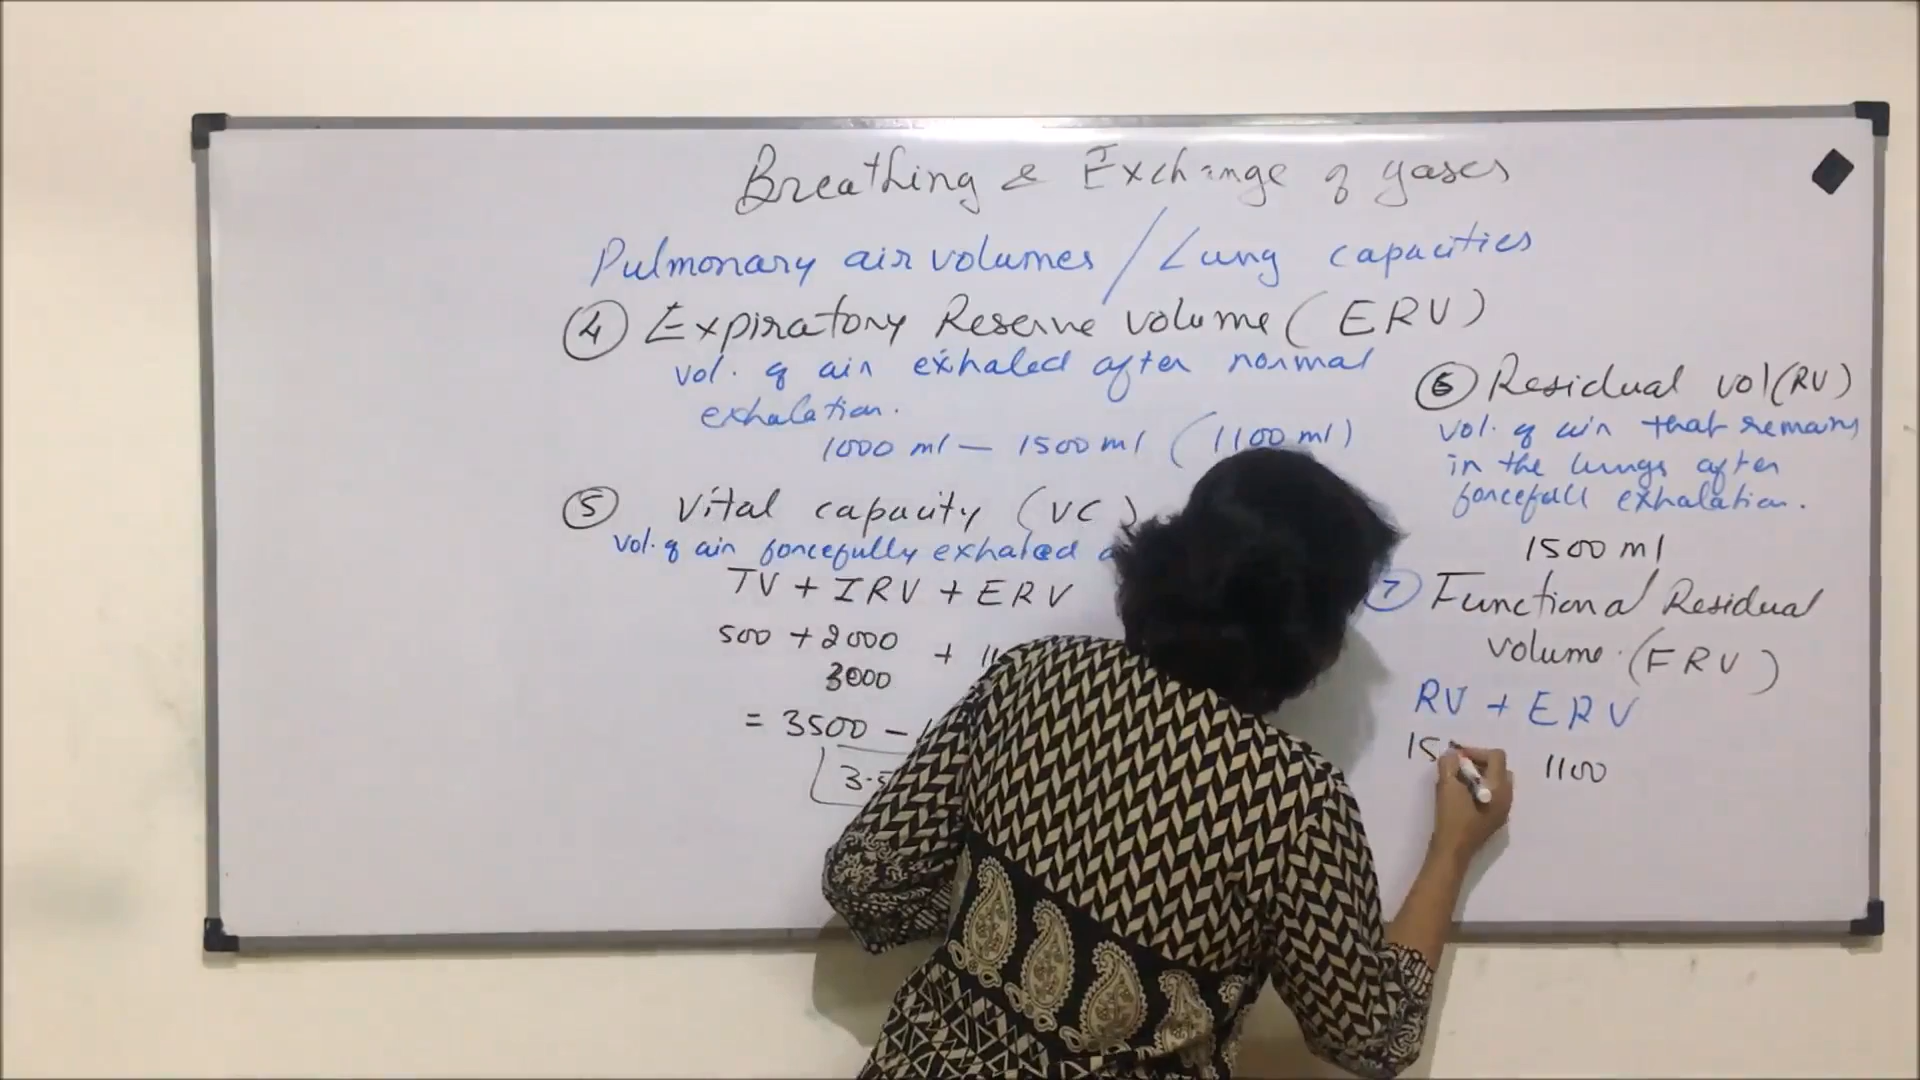 Breathing & Exchange of gases
Pulmonary air volumes / Lung capacities
4 Expiratory Reserve volume (ERV)
vol. of air exhaled after normal
exhalation.
1000 ml - 1500 ml (1100 ml)
5 Vital capacity (VC)
vol. of air forcefully exhaled
TV + IRV + ERV
500 + 2000 +
3000
= 3500 -
6 Residual vol (RV)
vol. of air that remains
in the lungs after
forcefull exhalation.
1500 ml
7 Functional Residual
volume. (FRV)
RV + ERV
1100